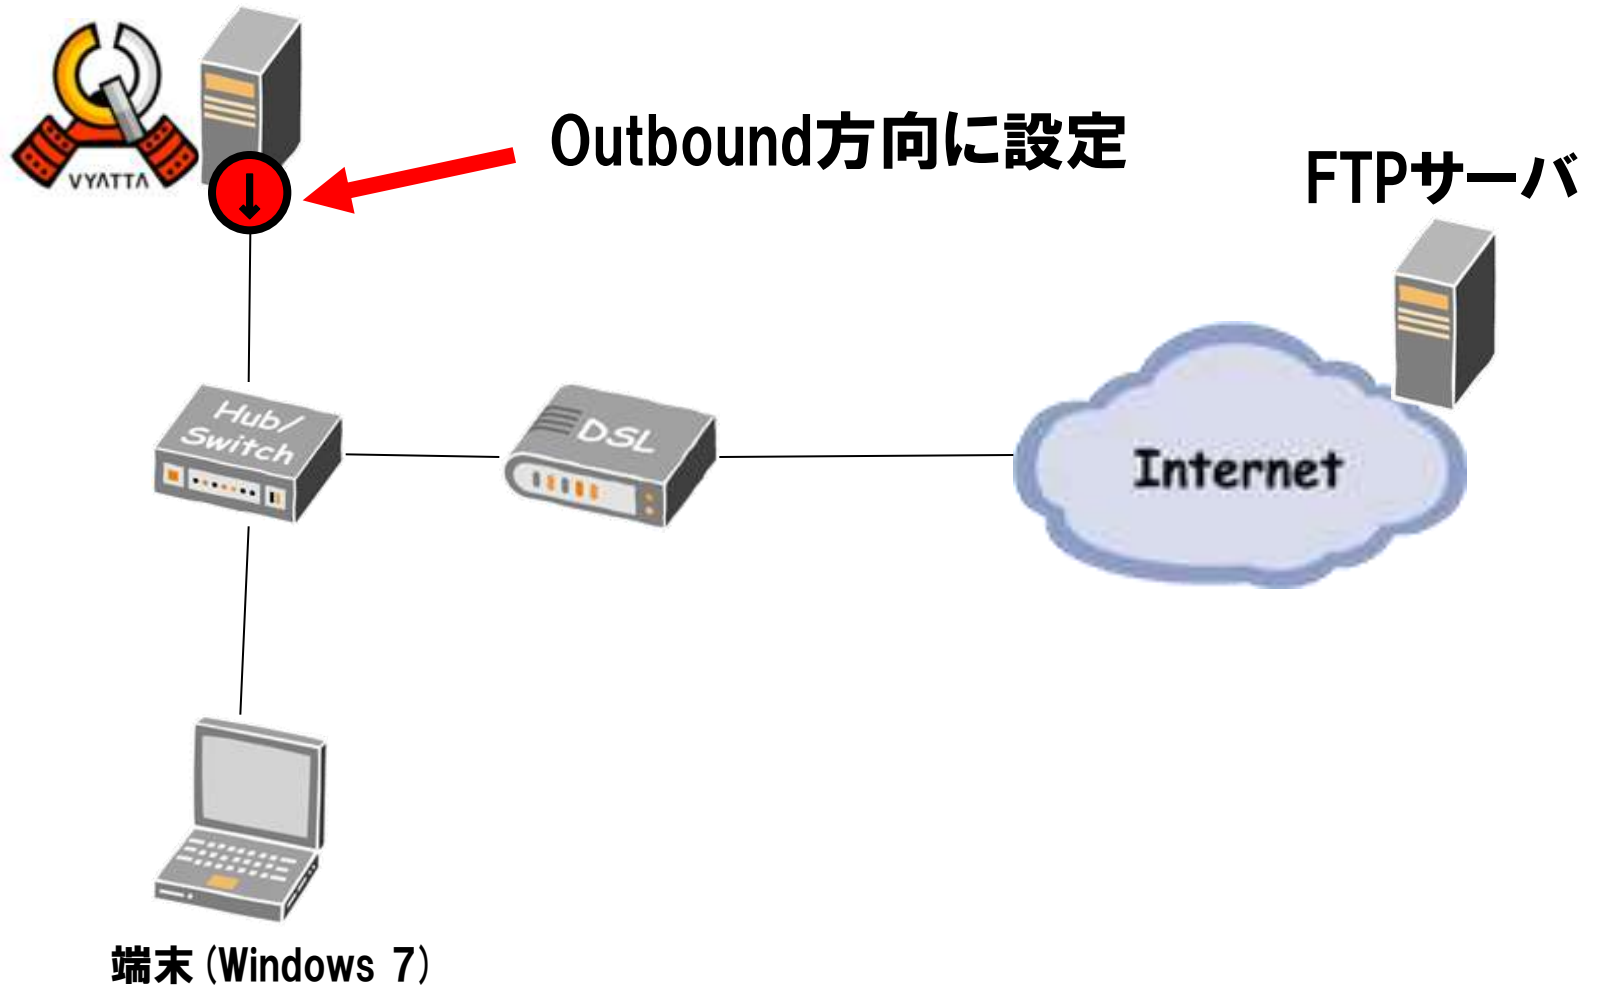 VYATTA
Outbound方向に設定
FTPサーバ
Hub/
Switch
DSL
Internet
端末(Windows 7)